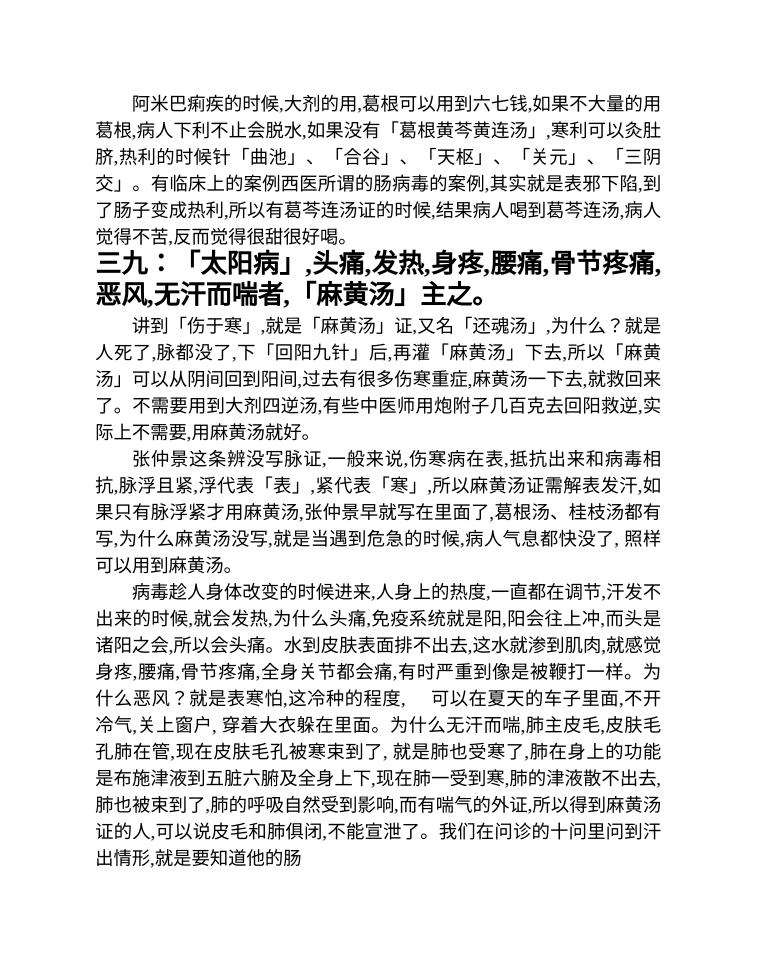 阿米巴痢疾的时候,大剂的用,葛根可以用到六七钱,如果不大量的用
葛根,病人下利不止会脱水,如果没有「葛根黄芩黄连汤」,寒利可以灸肚
脐,热利的时候针「曲池」、「合谷」、「天枢」、「关元」、「三阴
交」。有临床上的案例西医所谓的肠病毒的案例,其实就是表邪下陷,到
了肠子变成热利,所以有葛芩连汤证的时候,结果病人喝到葛芩连汤,病人
觉得不苦,反而觉得很甜很好喝。
三九：「太阳病」,头痛,发热,身疼,腰痛,骨节疼痛,
恶风,无汗而喘者,「麻黄汤」主之。
讲到「伤于寒」,就是「麻黄汤」证,又名「还魂汤」,为什么？就是
人死了,脉都没了,下「回阳九针」后,再灌「麻黄汤」下去,所以「麻黄
汤」可以从阴间回到阳间,过去有很多伤寒重症,麻黄汤一下去,就救回来
了。不需要用到大剂四逆汤,有些中医师用炮附子几百克去回阳救逆,实
际上不需要,用麻黄汤就好。
张仲景这条辨没写脉证,一般来说,伤寒病在表,抵抗出来和病毒相
抗,脉浮且紧,浮代表「表」,紧代表「寒」,所以麻黄汤证需解表发汗,如
果只有脉浮紧才用麻黄汤,张仲景早就写在里面了,葛根汤、桂枝汤都有
写,为什么麻黄汤没写,就是当遇到危急的时候,病人气息都快没了, 照样
可以用到麻黄汤。
病毒趁人身体改变的时候进来,人身上的热度,一直都在调节,汗发不
出来的时候,就会发热,为什么头痛,免疫系统就是阳,阳会往上冲,而头是
诸阳之会,所以会头痛。水到皮肤表面排不出去,这水就渗到肌肉,就感觉
身疼,腰痛,骨节疼痛,全身关节都会痛,有时严重到像是被鞭打一样。为
什么恶风？就是表寒怕,这冷种的程度, 可以在夏天的车子里面,不开
冷气,关上窗户, 穿着大衣躲在里面。为什么无汗而喘,肺主皮毛,皮肤毛
孔肺在管,现在皮肤毛孔被寒束到了, 就是肺也受寒了,肺在身上的功能
是布施津液到五脏六腑及全身上下,现在肺一受到寒,肺的津液散不出去,
肺也被束到了,肺的呼吸自然受到影响,而有喘气的外证,所以得到麻黄汤
证的人,可以说皮毛和肺俱闭,不能宣泄了。我们在问诊的十问里问到汗
出情形,就是要知道他的肠